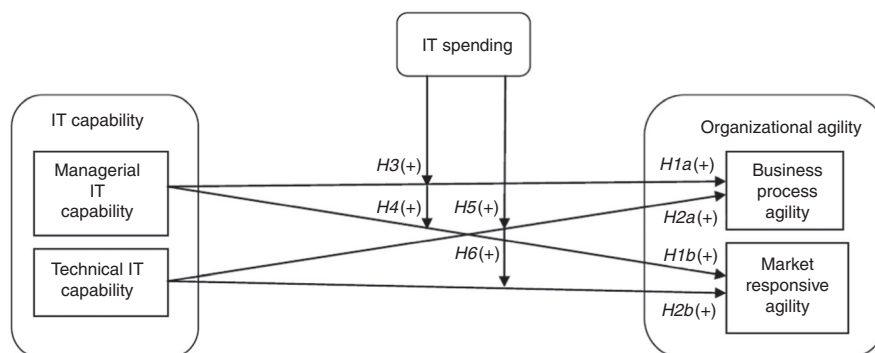 IT spending
IT capability
Managerial
IT
capability
Technical IT
capability
H3(+)
H4(+)
H5(+)
H6(+)
Organizational agility
H1a(+)
H2a(+)
H1b(+)
H2b(+)
Business
process
agility
Market
responsive
agility